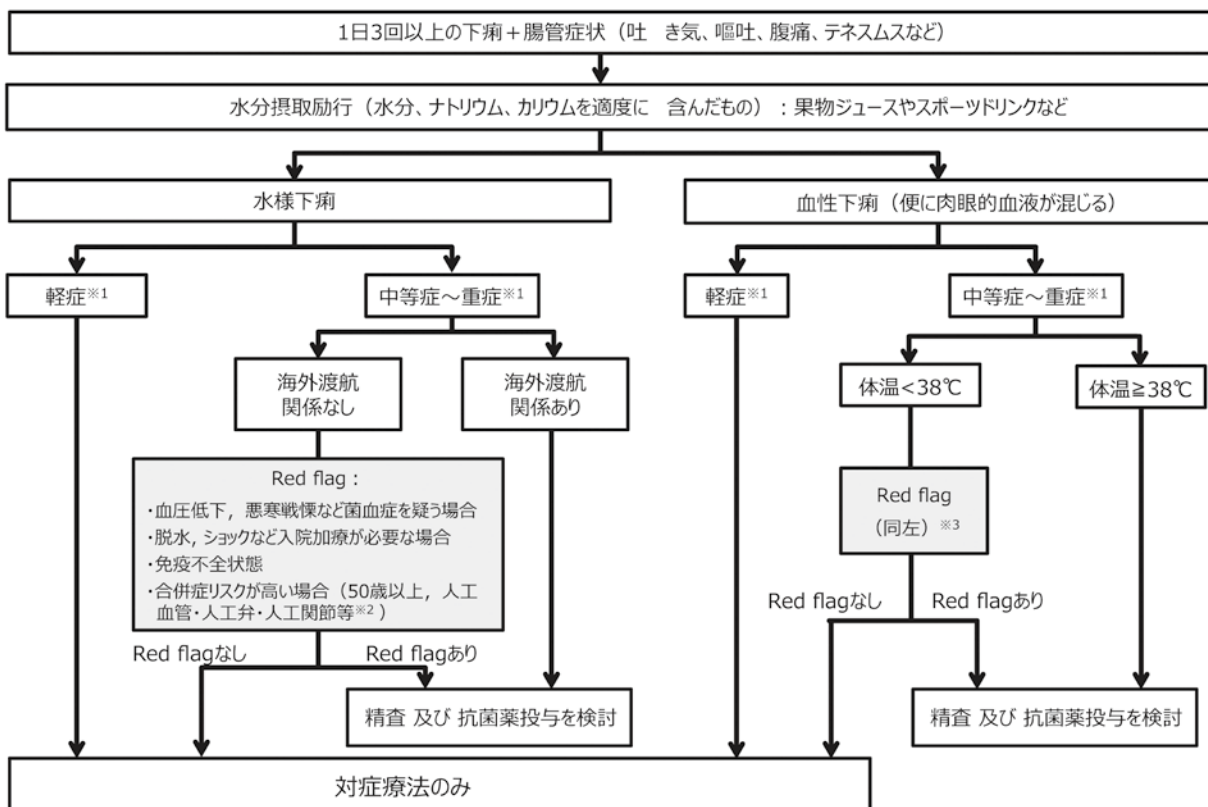 1日3回以上の下痢+腸管症状（吐 き気、嘔吐、腹痛、テネスムスなど）
水分摂取励行（水分、ナトリウム、カリウムを適度に 含んだもの）：果物ジュースやスポーツドリンクなど
水様下痢
血性下痢（便に肉眼的血液が混じる）
軽症※1
中等症～重症※1
軽症※1
中等症～重症※1
海外渡航
関係なし
海外渡航
関係あり
体温<38℃
体温≧38℃
Red flag：
・血圧低下，悪寒戦慄など菌血症を疑う場合
・脱水，ショックなど入院加療が必要な場合
・免疫不全状態
・合併症リスクが高い場合（50歳以上，人工
血管・人工弁・人工関節等※2）
Red flag
（同左）※3
Red flagなし
Red flagあり
Red flagなし
Red flagあり
精査 及び 抗菌薬投与を検討
精査 及び 抗菌薬投与を検討
対症療法のみ